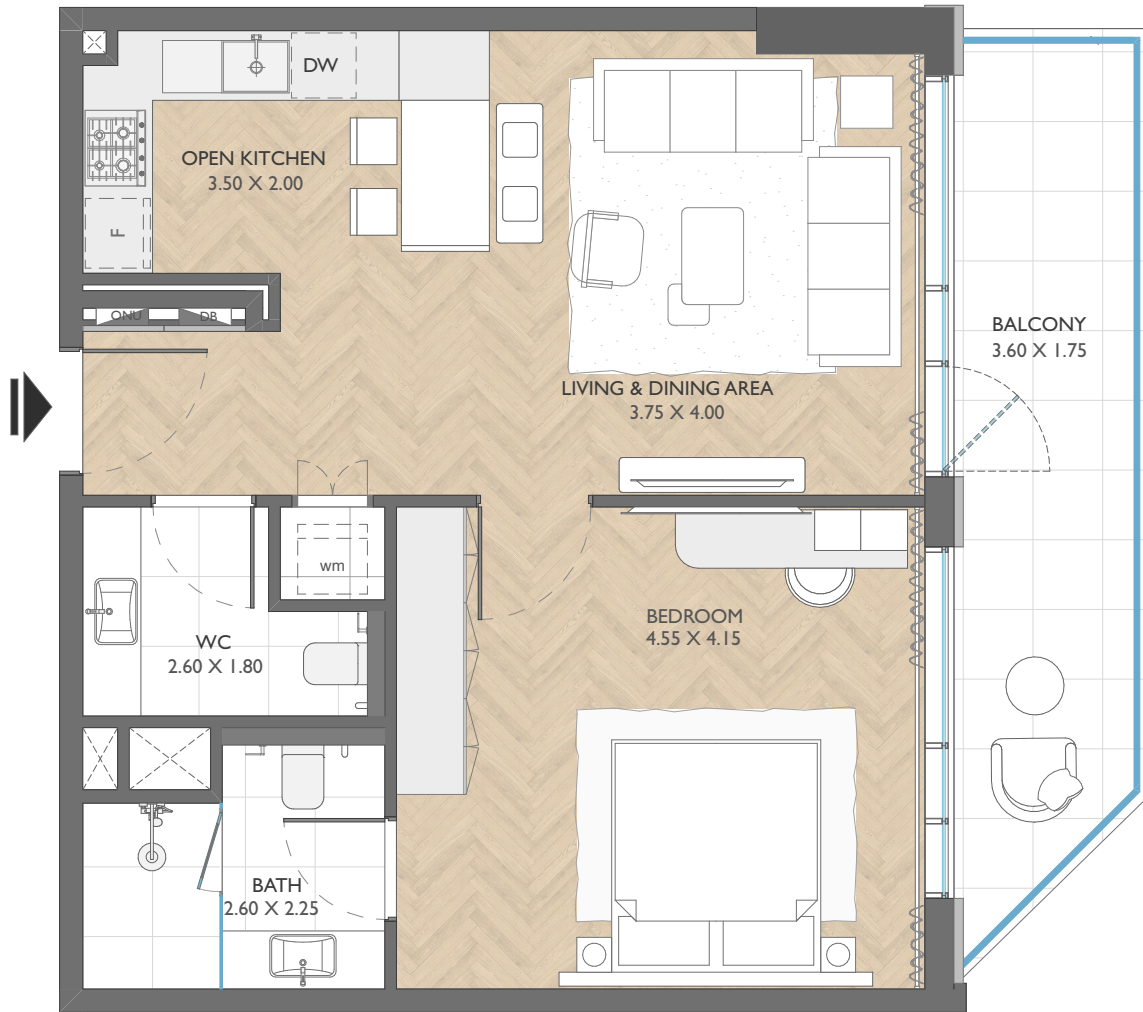 DW
OPEN KITCHEN
3.50 X 2.00
F
ONU
DB
BALCONY
3.60 X 1.75
LIVING & DINING AREA
3.75 X 4.00
wm
BEDROOM
4.55 X 4.15
WC
2.60 X 1.80
BATH
2.60 X 2.25